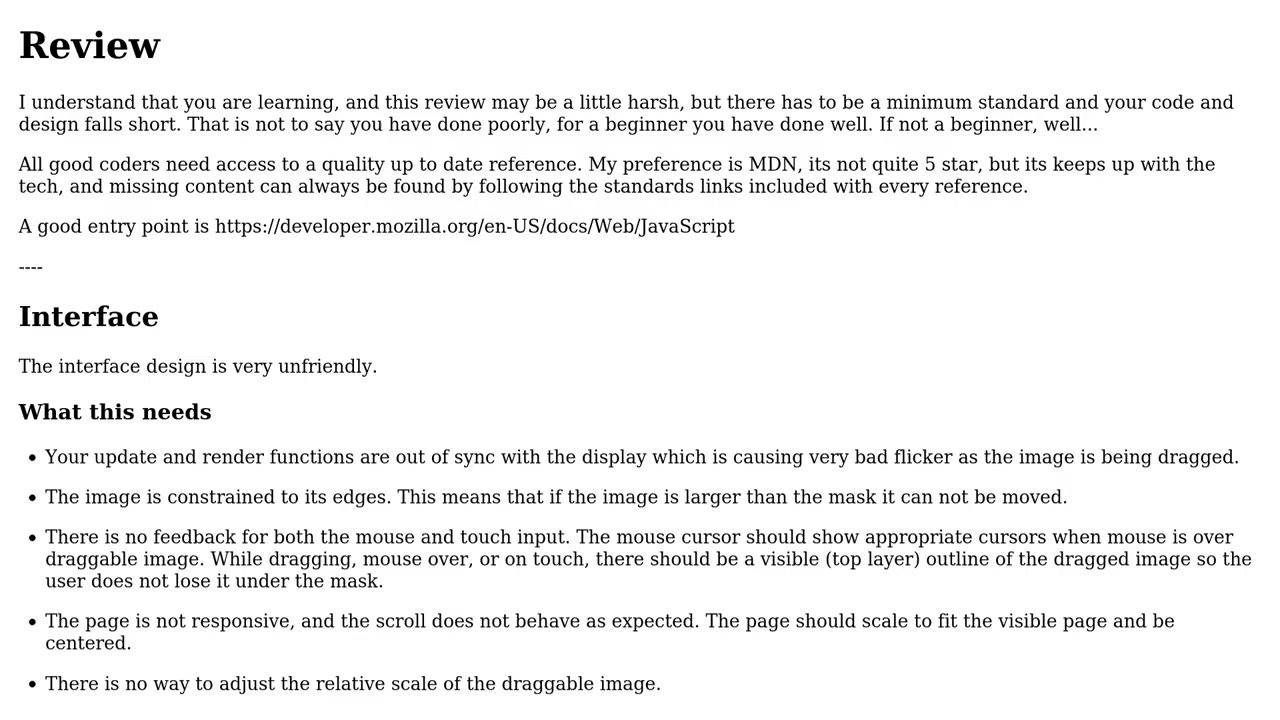 Review
I understand that you are learning, and this review may be a little harsh, but there has to be a minimum standard and your code and
design falls short. That is not to say you have done poorly, for a beginner you have done well. If not a beginner, well...
All good coders need access to a quality up to date reference. My preference is MDN, its not quite 5 star, but its keeps up with the
tech, and missing content can always be found by following the standards links included with every reference.
A good entry point is https://developer.mozilla.org/en-US/docs/Web/JavaScript
----
Interface
The interface design is very unfriendly.
What this needs
• Your update and render functions are out of sync with the display which is causing very bad flicker as the image is being dragged.
• The image is constrained to its edges. This means that if the image is larger than the mask it can not be moved.
• There is no feedback for both the mouse and touch input. The mouse cursor should show appropriate cursors when mouse is over
draggable image. While dragging, mouse over, or on touch, there should be a visible (top layer) outline of the dragged image so the
user does not lose it under the mask.
• The page is not responsive, and the scroll does not behave as expected. The page should scale to fit the visible page and be
centered.
• There is no way to adjust the relative scale of the draggable image.